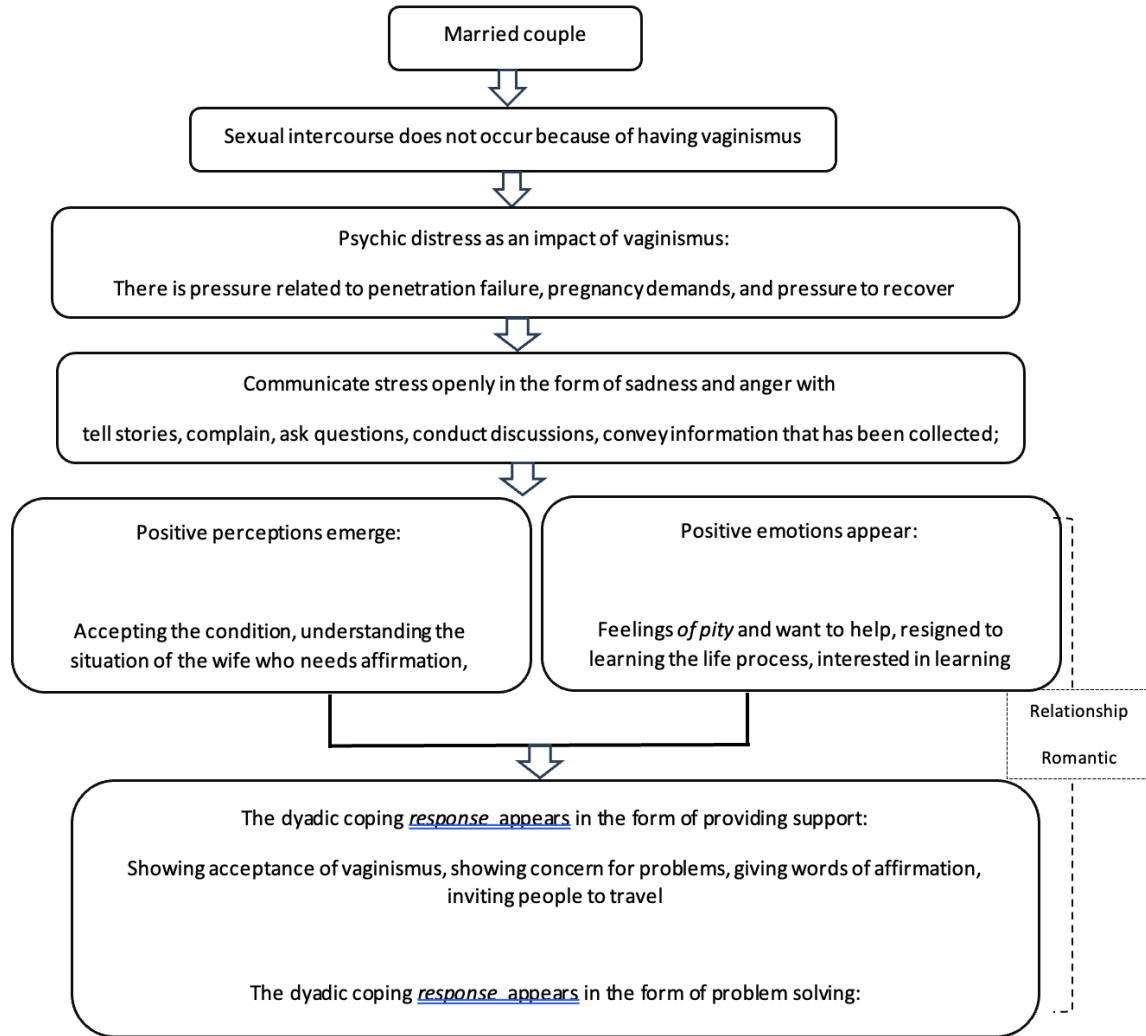 Married couple
Sexual intercourse does not occur because of having vaginismus
Psychic distress as an impact of vaginismus:
There is pressure related to penetration failure, pregnancy demands, and pressure to recover
Communicate stress openly in the form of sadness and anger with
tell stories, complain, ask questions, conduct discussions, convey information that has been collected;
Positive perceptions emerge:
Accepting the condition, understanding the
situation of the wife who needs affirmation,
Positive emotions appear:
Feelings of pity and want to help, resigned to
learning the life process, interested in learning
Relationship
Romantic
The dyadic coping response appears in the form of providing support:
Showing acceptance of vaginismus, showing concern for problems, giving words of affirmation,
inviting people to travel
The dyadic coping response appears in the form of problem solving: